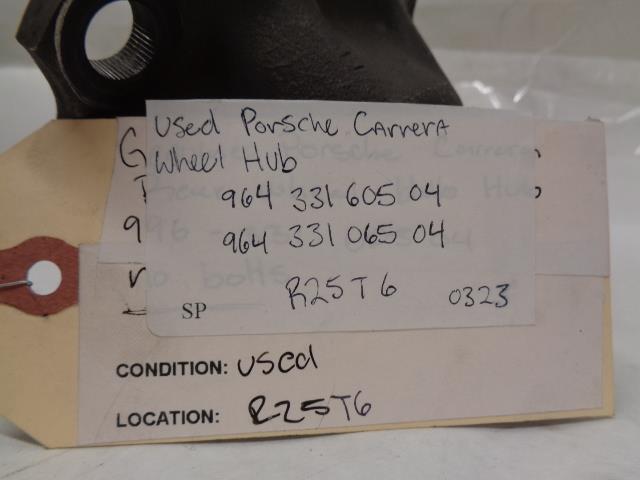 Used Porsche Carrera
Wheel Hub
964 331 605 04
964 331 065 04
R25T6 0323
SP
CONDITION: used
LOCATION: R25T6